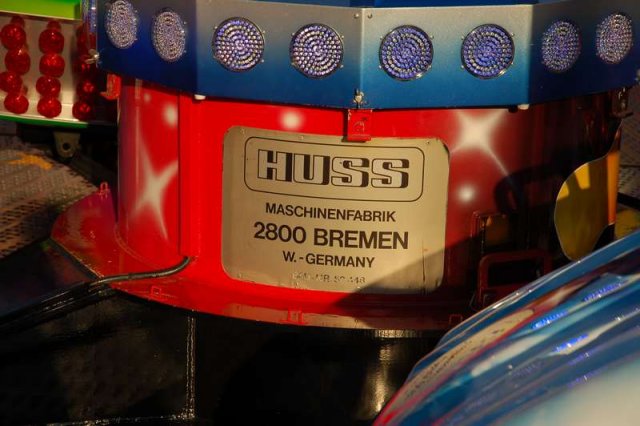 HUSS
MASCHINENFABRIK
2800 BREMEN
W.-GERMANY